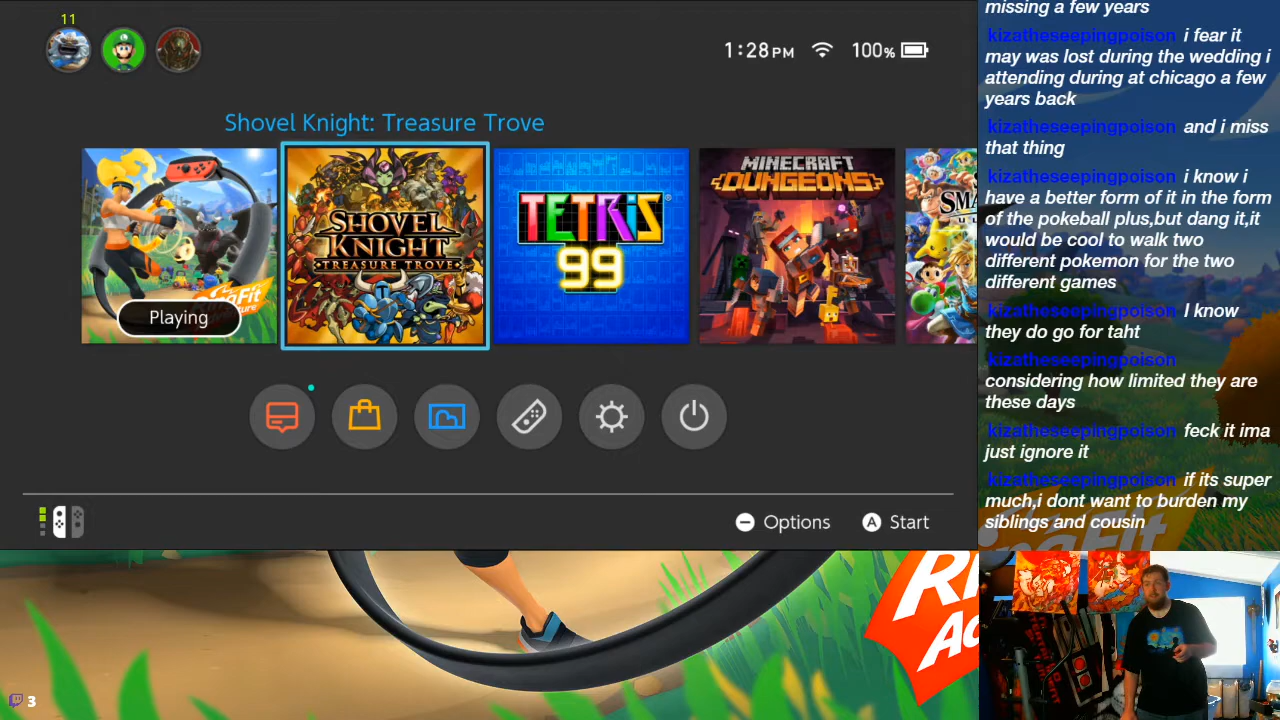 11
1:28 PM
100%
Shovel Knight: Treasure Trove
Playing
SHOVEL
KNIGHT
TREASURE TROVE
TETRIS
99
MINECRAFT
DUNGEONS
Options
Start
3
missing a few years
kizatheseepingpoison i fear it
may was lost during the wedding i
attending during at chicago a few
years back
kizatheseepingpoison and i miss
that thing
kizatheseepingpoison i know i
have a better form of it in the form
of the pokeball plus,but dang it,it
would be cool to walk two
different pokemon for the two
different games
kizatheseepingpoison I know
they do go for taht
kizatheseepingpoison
considering how limited they are
these days
kizatheseepingpoison feck it ima
just ignore it
kizatheseepingpoison if its super
much,i dont want to burden my
siblings and cousin